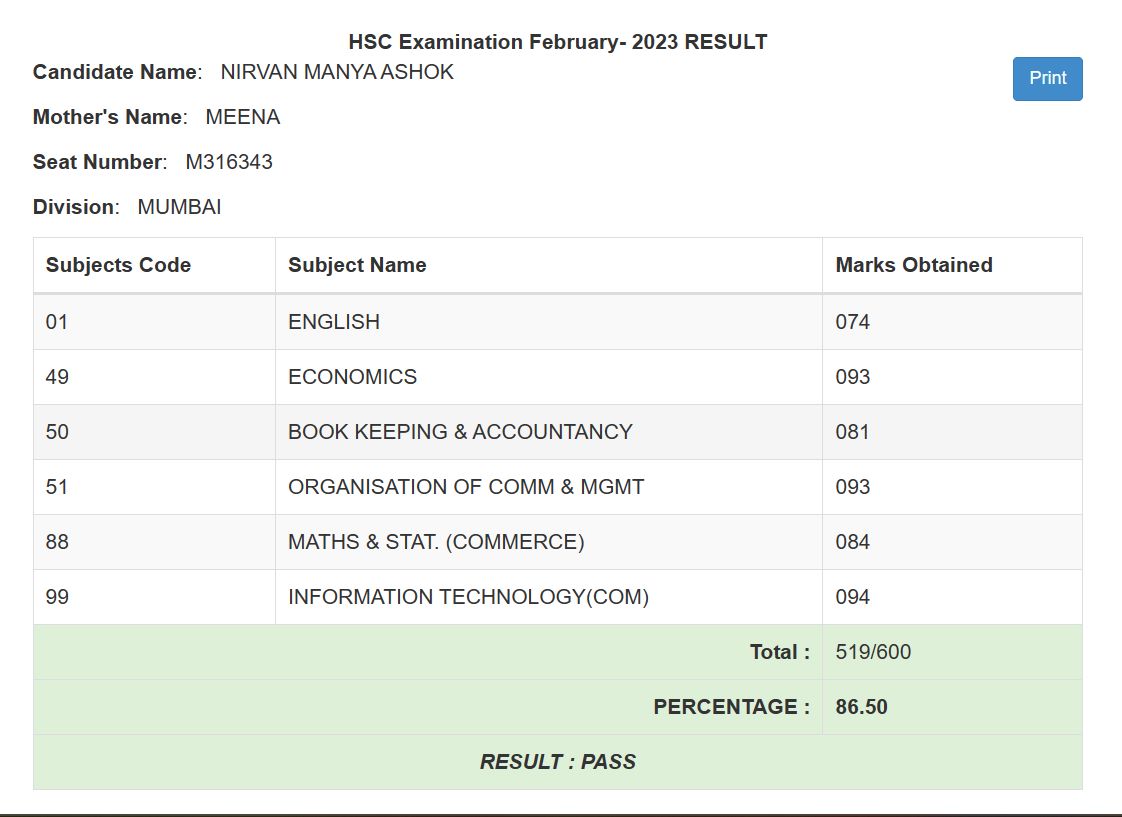 HSC Examination February- 2023 RESULT
Candidate Name: NIRVAN MANYA ASHOK
Print
Mother's Name: MEENA
Seat Number: M316343
Division: MUMBAI
Subjects Code Subject Name Marks Obtained
01 ENGLISH 074
49 ECONOMICS 093
50 BOOK KEEPING & ACCOUNTANCY 081
51 ORGANISATION OF COMM & MGMT 093
88 MATHS & STAT. (COMMERCE) 084
99 INFORMATION TECHNOLOGY(COM) 094
Total : 519/600
PERCENTAGE : 86.50
RESULT : PASS